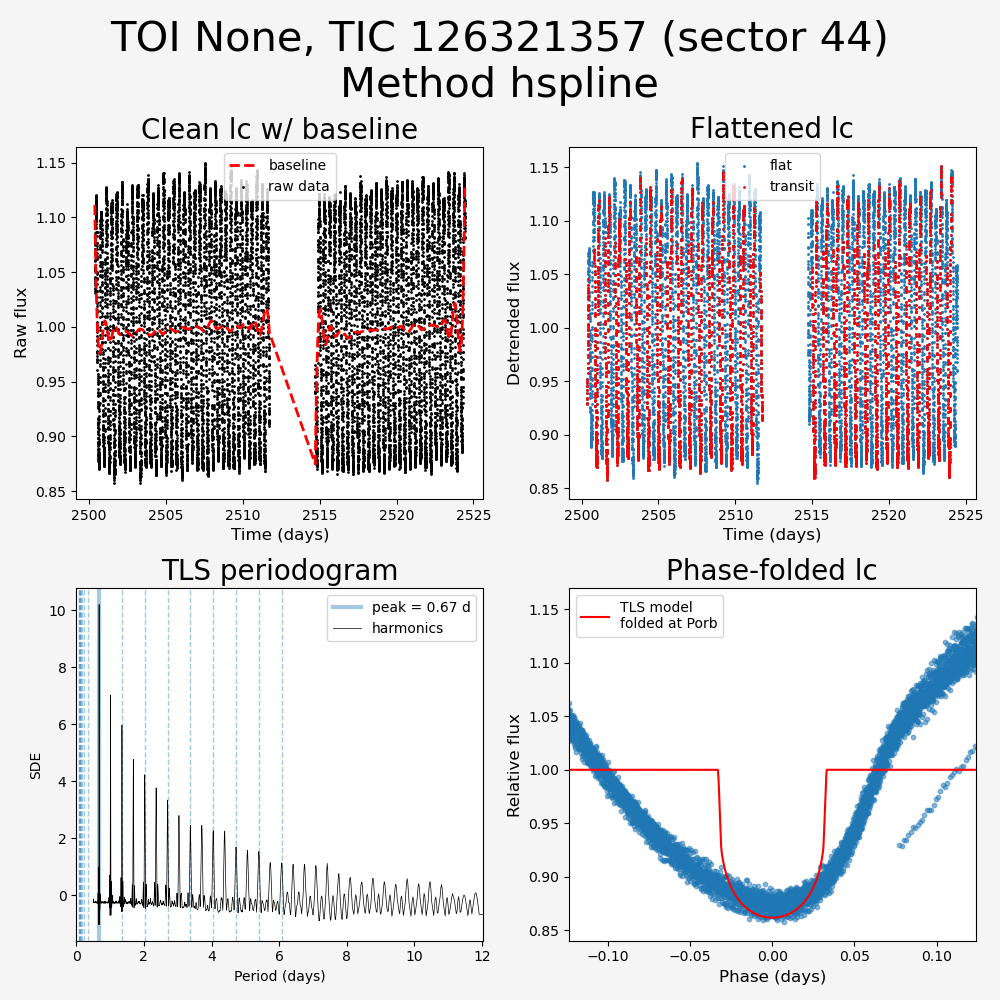 TOI None, TIC 126321357 (sector 44)
Method hspline
Clean lc w/ baseline
Flattened lc
baseline
raw data
flat
transit
1.15
1.10
1.05
1.00
0.95
0.90
0.85
Raw flux
2500
2505
2510
2515
2520
2525
Time (days)
1.15
1.10
1.05
1.00
0.95
0.90
0.85
Detrended flux
2500
2505
2510
2515
2520
2525
Time (days)
TLS periodogram
Phase-folded lc
peak = 0.67 d
harmonics
TLS model
folded at Porb
10
8
6
4
2
0
SDE
0
2
4
6
8
10
12
Period (days)
1.15
1.10
1.05
1.00
0.95
0.90
0.85
Relative flux
−0.10
−0.05
0.00
0.05
0.10
Phase (days)